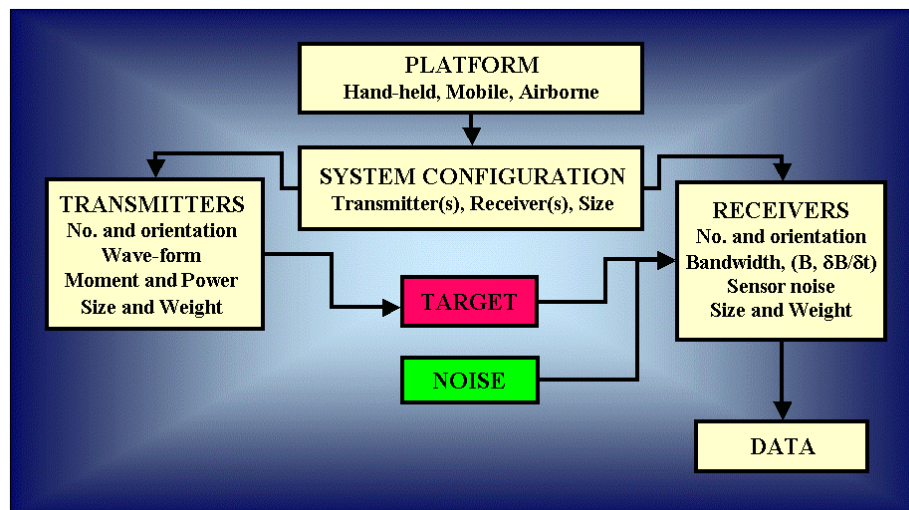 PLATFORM
Hand-held, Mobile, Airborne
SYSTEM CONFIGURATION
Transmitter(s), Receiver(s), Size
TRANSMITTERS
No. and orientation
Wave-form
Moment and Power
Size and Weight
RECEIVERS
No. and orientation
Bandwidth, (B, δB/δt)
Sensor noise
Size and Weight
TARGET
NOISE
DATA